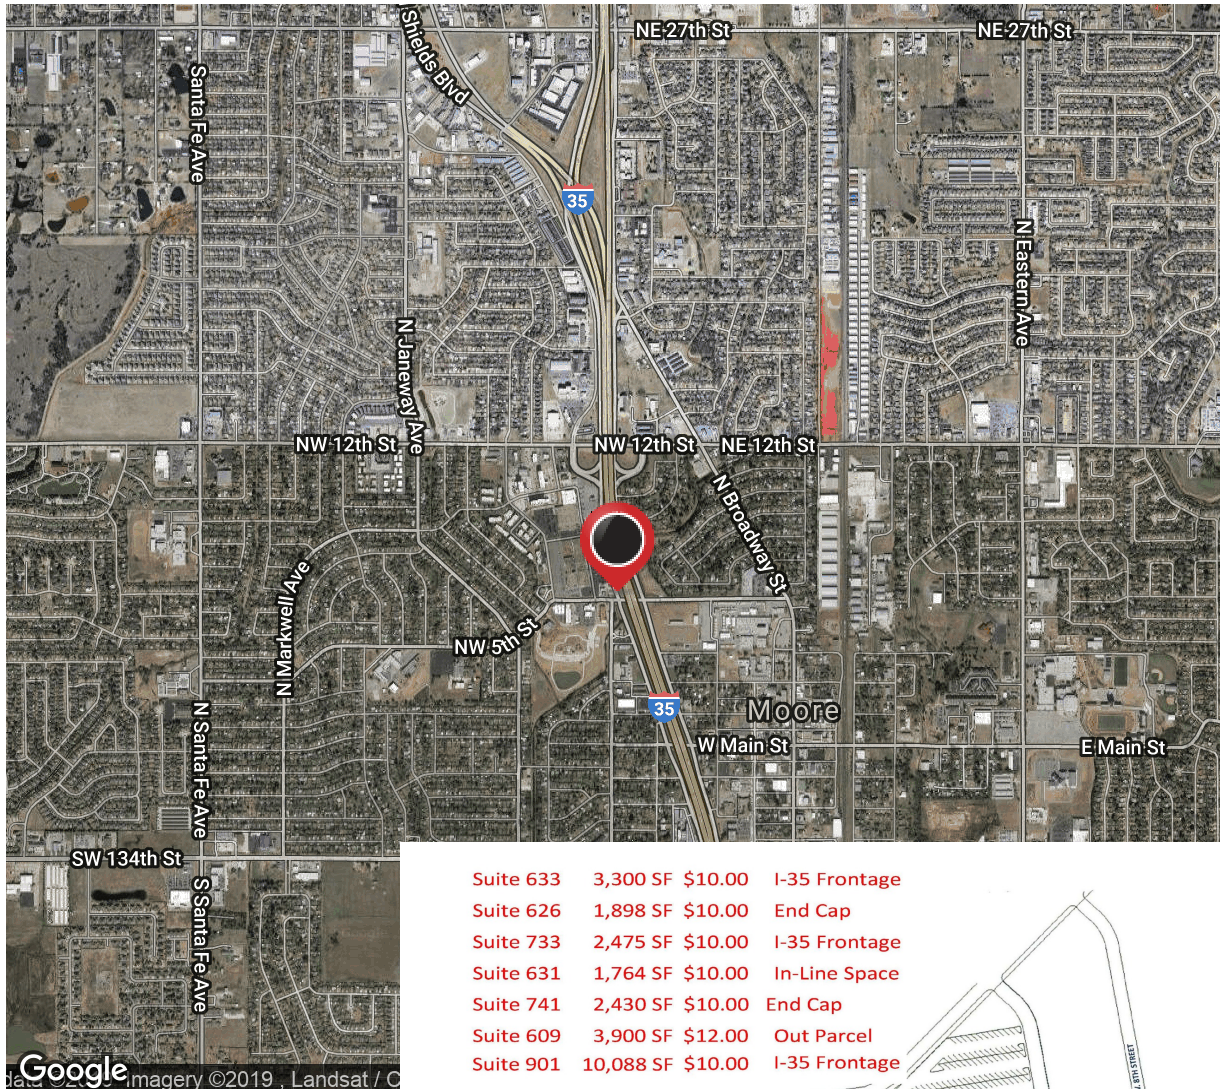 NE 27th St
NE 27th St
Shields Blvd
Santa Fe Ave
35
N Eastern Ave
N Janeway Ave
NW 12th St
NW 12th St
NE 12th St
N Broadway St
N Markwell Ave
NW 5th St
35
Moore
N Santa Fe Ave
W Main St
E Main St
SW 134th St
S Santa Fe Ave
Suite 633 3,300 SF $10.00 I-35 Frontage
Suite 626 1,898 SF $10.00 End Cap
Suite 733 2,475 SF $10.00 I-35 Frontage
Suite 631 1,764 SF $10.00 In-Line Space
Suite 741 2,430 SF $10.00 End Cap
Suite 609 3,900 SF $12.00 Out Parcel
Suite 901 10,088 SF $10.00 I-35 Frontage
8TH STREET
Google
Imagery ©2019 , Landsat / C